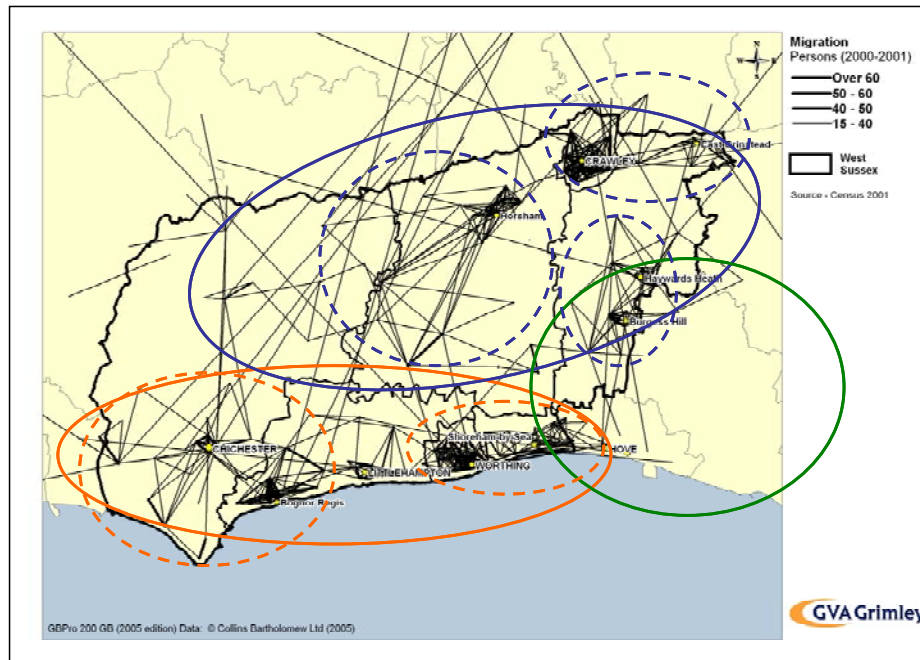 Migration
Persons (2000-2001)
Over 60
50 - 60
40 - 50
15 - 40
West
Sussex
Source - Census 2001
N
W
E
S
East Grinstead
CRAWLEY
Horsham
Haywards Heath
Burgess Hill
Shoreham-by-Sea
CHICHESTER
HOVE
LITTLEHAMPTON
WORTHING
Bognor Regis
GBPro 200 GB (2005 edition) Data: © Collins Bartholomew Ltd (2005)
GVA Grimley